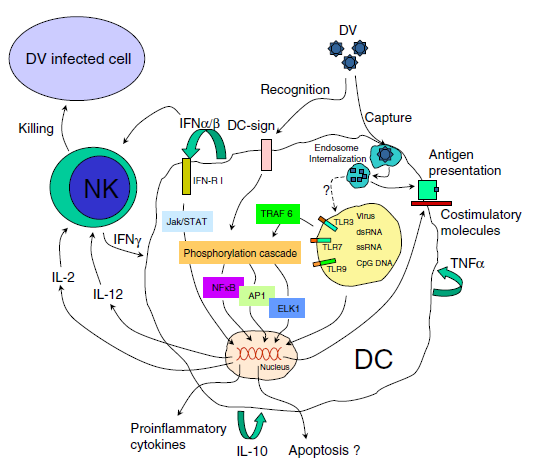 DV
DV infected cell
Recognition
Capture
Killing
IFNα/β
DC-sign
Endosome
Internalization
Antigen
presentation
NK
IFN-R I
?
TRAF 6
Virus
TLR3
dsRNA
Costimulatory
molecules
Jak/STAT
TLR7
ssRNA
IFNγ
Phosphorylation cascade
TLR9
CpG DNA
TNFα
IL-2
IL-12
NFκB
AP1
ELK1
DC
Nucleus
Proinflammatory
cytokines
IL-10
Apoptosis ?